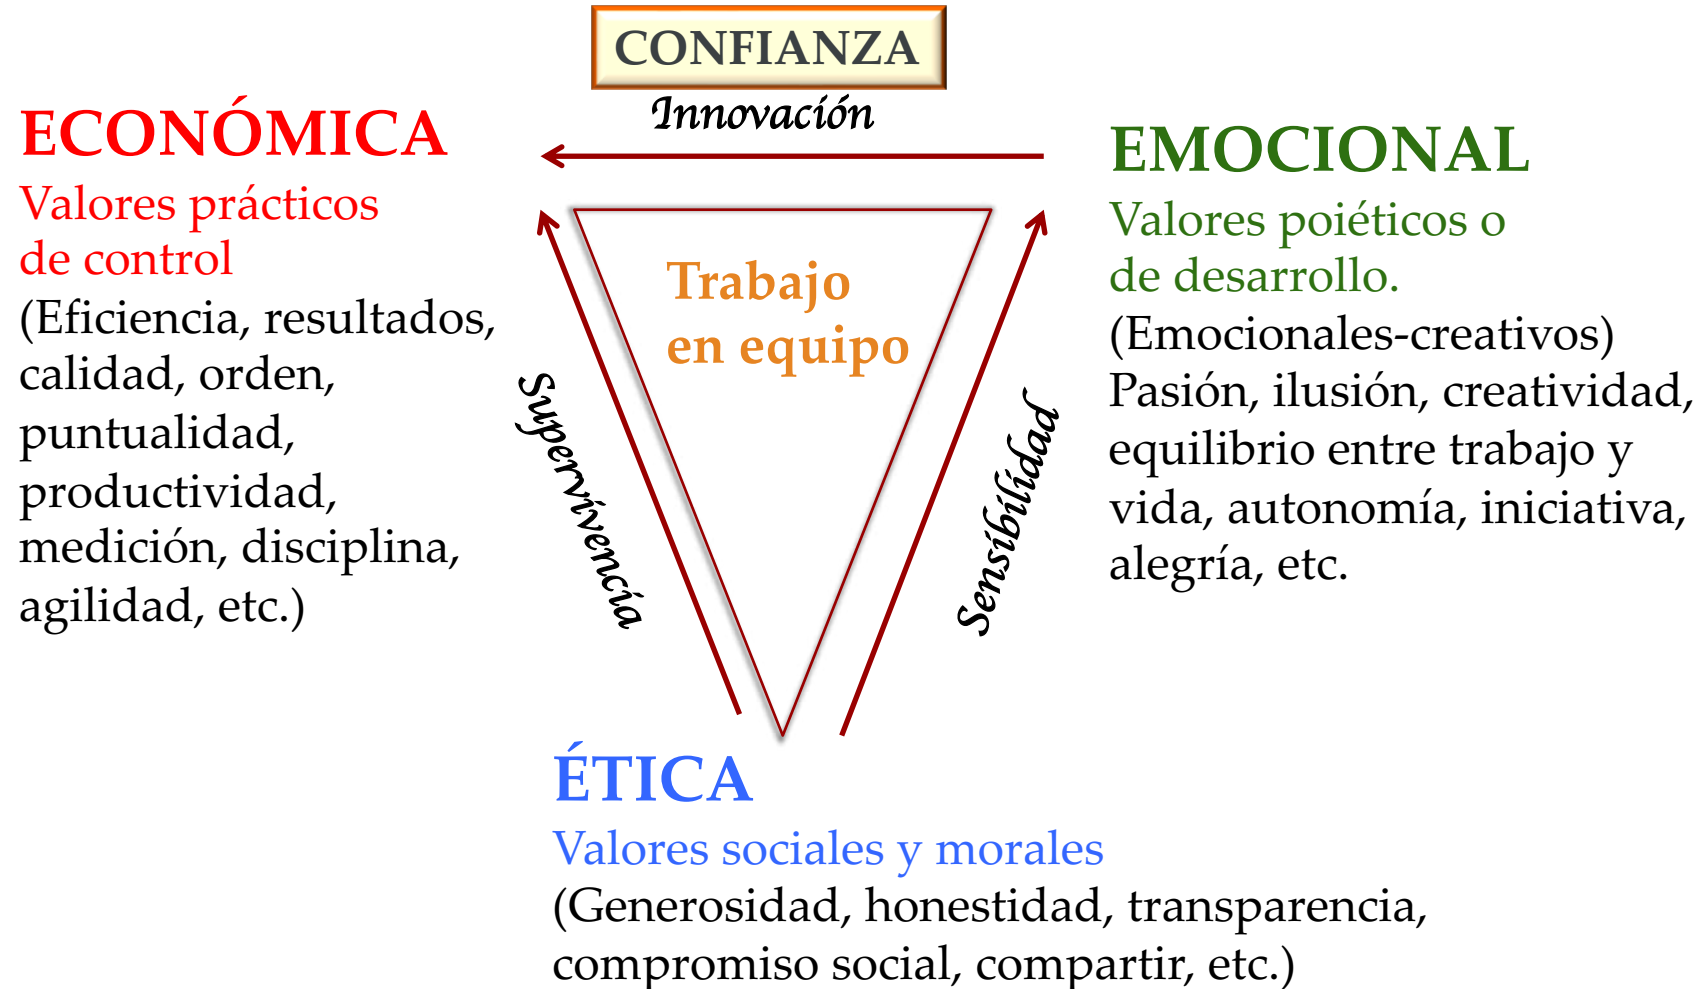 CONFIANZA
Innovación
ECONÓMICA
Valores prácticos
de control
(Eficiencia, resultados,
calidad, orden,
puntualidad,
productividad,
medición, disciplina,
agilidad, etc.)
Supervivencia
Trabajo
en equipo
Sensibilidad
EMOCIONAL
Valores poiéticos o
de desarrollo.
(Emocionales-creativos)
Pasión, ilusión, creatividad,
equilibrio entre trabajo y
vida, autonomía, iniciativa,
alegría, etc.
ÉTICA
Valores sociales y morales
(Generosidad, honestidad, transparencia,
compromiso social, compartir, etc.)